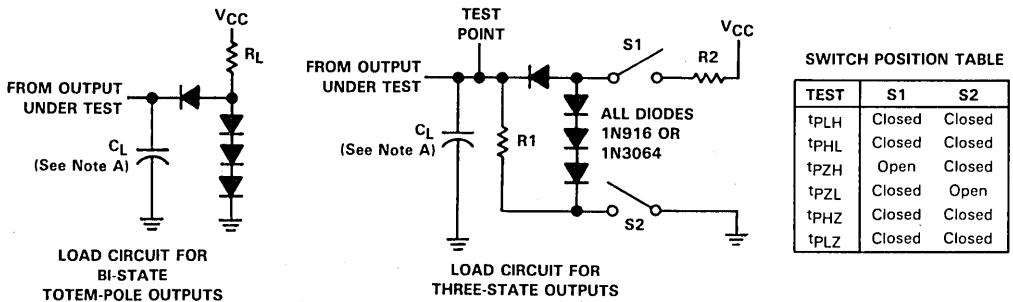 VCC
RL
FROM OUTPUT
UNDER TEST
CL
(See Note A)
LOAD CIRCUIT FOR
BI-STATE
TOTEM-POLE OUTPUTS
TEST
POINT
S1
VCC
R2
FROM OUTPUT
UNDER TEST
ALL DIODES
1N916 OR
1N3064
CL
(See Note A)
R1
S2
LOAD CIRCUIT FOR
THREE-STATE OUTPUTS
SWITCH POSITION TABLE
TEST S1 S2
tPLH Closed Closed
tPHL Closed Closed
tPZH Open Closed
tPZL Closed Open
tPHZ Closed Closed
tPLZ Closed Closed